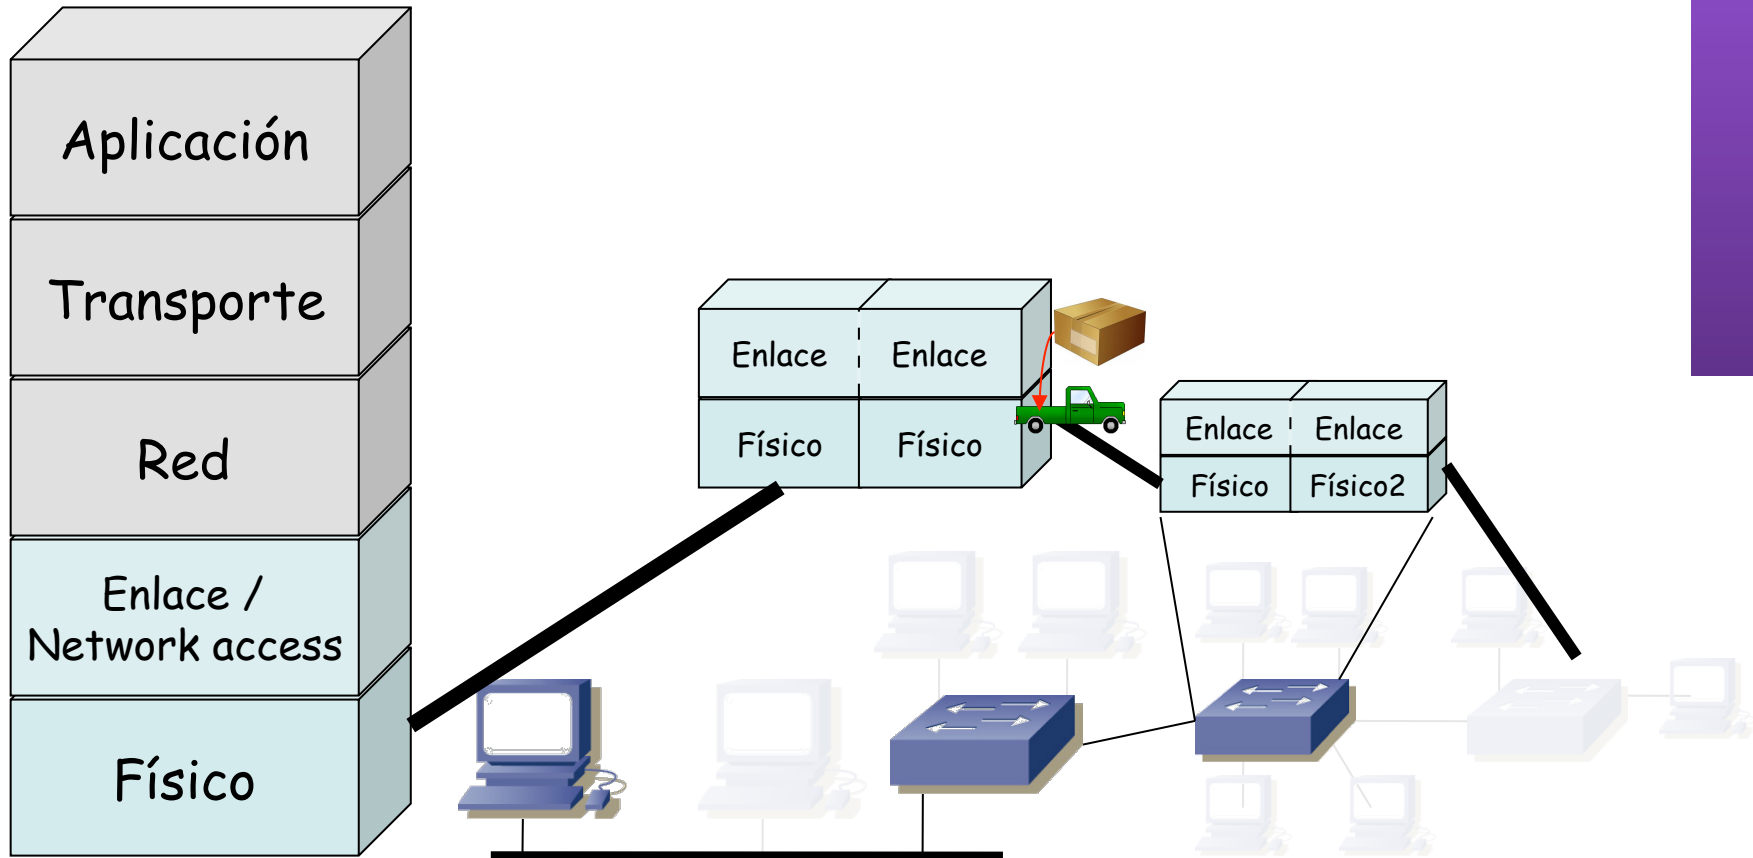 Aplicación
Transporte
Red
Enlace /
Network access
Físico
Enlace
Enlace
Físico
Físico
Enlace
Enlace
Físico
Físico2